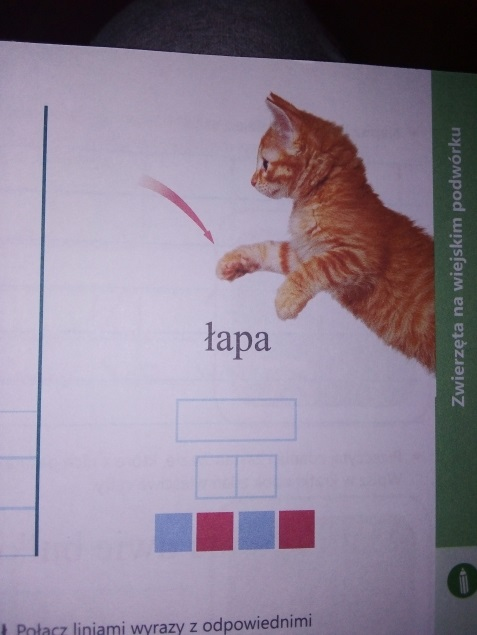 Zwierzęta na wiejskim podwórku
łapa
Połącz liniami wyrazy z odpowiednimi